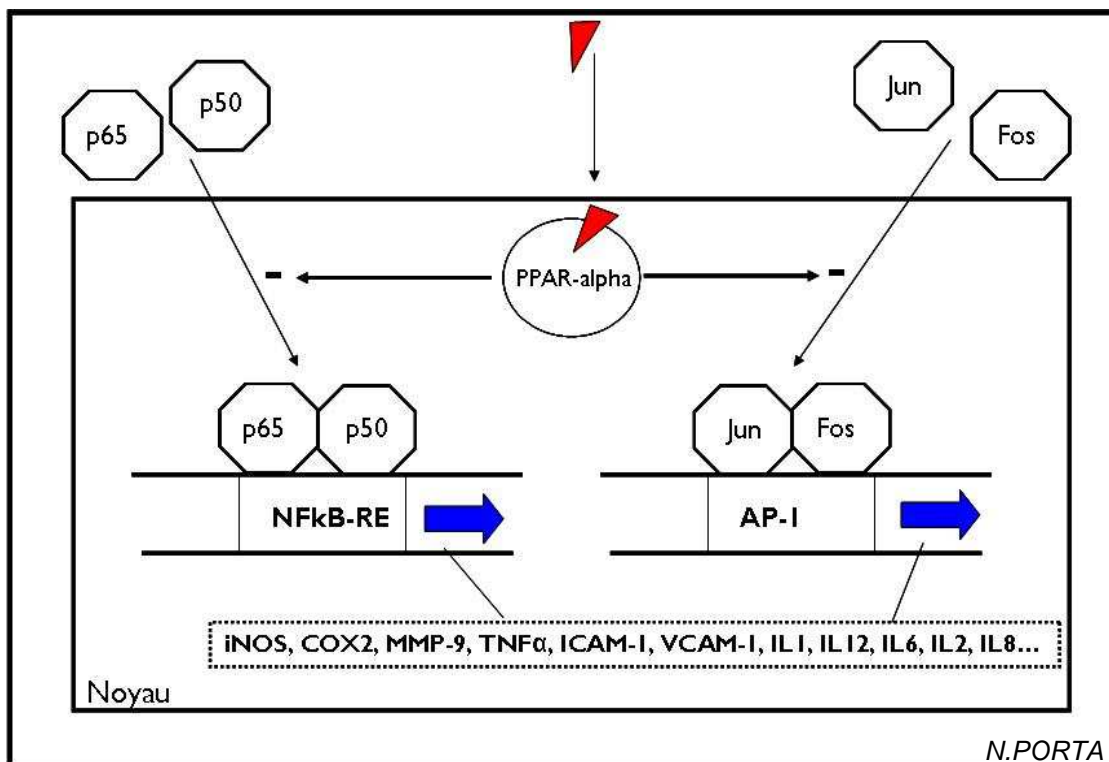 p65
p50
Jun
Fos
-
PPAR-alpha
-
p65
p50
Jun
Fos
NFkB-RE
AP-1
iNOS, COX2, MMP-9, TNFα, ICAM-1, VCAM-1, IL1, IL12, IL6, IL2, IL8...
Noyau
N.PORTA